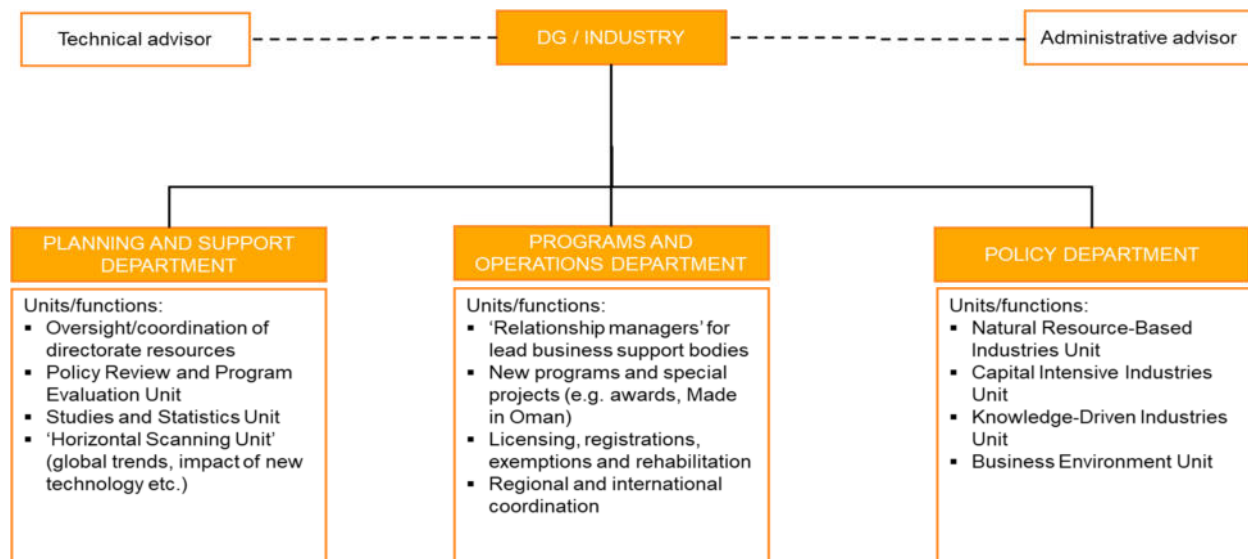 Technical advisor
DG / INDUSTRY
Administrative advisor
PLANNING AND SUPPORT
DEPARTMENT
Units/functions:
▪ Oversight/coordination of
directorate resources
▪ Policy Review and Program
Evaluation Unit
▪ Studies and Statistics Unit
▪ ‘Horizontal Scanning Unit’
(global trends, impact of new
technology etc.)
PROGRAMS AND
OPERATIONS DEPARTMENT
Units/functions:
▪ ‘Relationship managers’ for
lead business support bodies
▪ New programs and special
projects (e.g. awards, Made
in Oman)
▪ Licensing, registrations,
exemptions and rehabilitation
▪ Regional and international
coordination
POLICY DEPARTMENT
Units/functions:
▪ Natural Resource-Based
Industries Unit
▪ Capital Intensive Industries
Unit
▪ Knowledge-Driven Industries
Unit
▪ Business Environment Unit